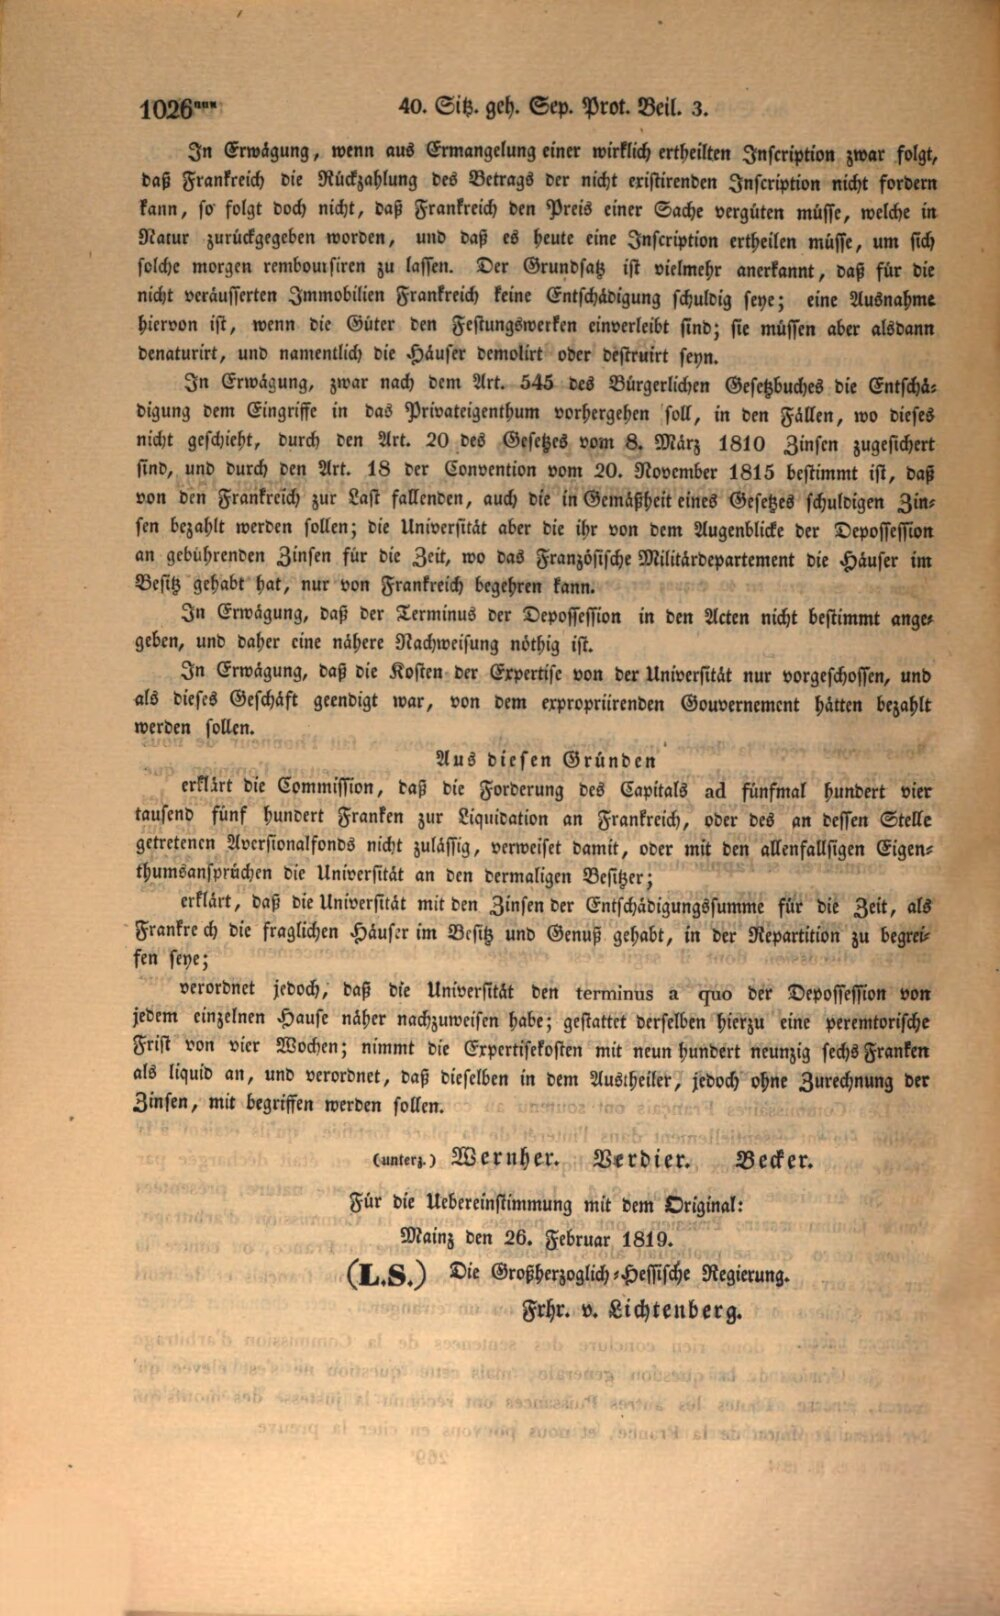 1026""" 40. Sitz. geh. Sep. Prot. Beil. 3.
In Erwägung, wenn aus Ermangelung einer wirklich ertheilten Inscription zwar folgt,
daß Frankreich die Rückzahlung des Betrags der nicht existirenden Inscription nicht fordern
kann, so folgt doch nicht, daß Frankreich den Preis einer Sache vergüten müsse, welche in
Natur zurückgegeben worden, und daß es heute eine Inscription ertheilen müsse, um sich
solche morgen remboursiren zu lassen. Der Grundsatz ist vielmehr anerkannt, daß für die
nicht veräusserten Immobilien Frankreich keine Entschädigung schuldig seye; eine Ausnahme
hiervon ist, wenn die Güter den Festungswerken einverleibt sind; sie müssen aber alsdann
denaturirt, und namentlich die Häuser demolirt oder destruirt seyn.
In Erwägung, zwar nach dem Art. 545 des Bürgerlichen Gesetzbuches die Entschä-
digung dem Eingriffe in das Privateigenthum vorhergehen soll, in den Fällen, wo dieses
nicht geschieht, durch den Art. 20 des Gesetzes vom 8. März 1810 Zinsen zugesichert
sind, und durch den Art. 18 der Convention vom 20. November 1815 bestimmt ist, daß
von den Frankreich zur Last fallenden, auch die in Gemäßheit eines Gesetzes schuldigen Zin-
sen bezahlt werden sollen; die Universität aber die ihr von dem Augenblicke der Depossession
an gebührenden Zinsen für die Zeit, wo das Französische Militärdepartement die Häuser im
Besitz gehabt hat, nur von Frankreich begehren kann.
In Erwägung, daß der Terminus der Depossession in den Acten nicht bestimmt ange-
geben, und daher eine nähere Nachweisung nöthig ist.
In Erwägung, daß die Kosten der Expertise von der Universität nur vorgeschossen, und
als dieses Geschäft geendigt war, von dem expropriirenden Gouvernement hätten bezahlt
werden sollen.
Aus diesen Gründen
erklärt die Commission, daß die Forderung des Capitals ad fünfmal hundert vier
tausend fünf hundert Franken zur Liquidation an Frankreich, oder des an dessen Stelle
getretenen Aversionalfonds nicht zulässig, verweiset damit, oder mit den allenfallsigen Eigen-
thumsansprüchen die Universität an den dermaligen Besitzer;
erklärt, daß die Universität mit den Zinsen der Entschädigungssumme für die Zeit, als
Frankre ch die fraglichen Häuser im Besitz und Genuß gehabt, in der Repartition zu begrei-
fen seye;
verordnet jedoch, daß die Universität den terminus a quo der Depossession von
jedem einzelnen Hause näher nachzuweisen habe; gestattet derselben hierzu eine peremtorische
Frist von vier Wochen; nimmt die Expertisekosten mit neun hundert neunzig sechs Franken
als liquid an, und verordnet, daß dieselben in dem Austheiler, jedoch ohne Zurechnung der
Zinsen, mit begriffen werden sollen.
(unterz.) Wernher. Verdier. Becker.
Für die Uebereinstimmung mit dem Original:
Mainz den 26. Februar 1819.
(L.S.) Die Großherzoglich-Hessische Regierung.
Frhr. v. Lichtenberg.